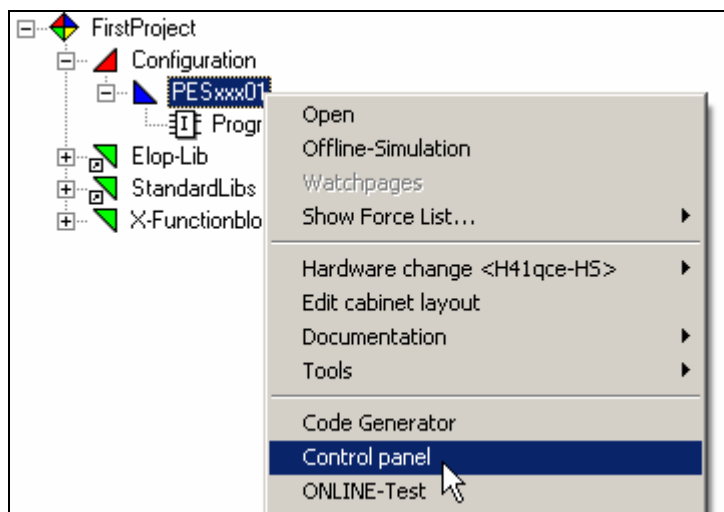 FirstProject
Configuration
PESxxx01
Progr
Elop-Lib
StandardLibs
X-Functionblo
Open
Offline-Simulation
Watchpages
Show Force List...
Hardware change <H41qce-HS>
Edit cabinet layout
Documentation
Tools
Code Generator
Control panel
ONLINE-Test